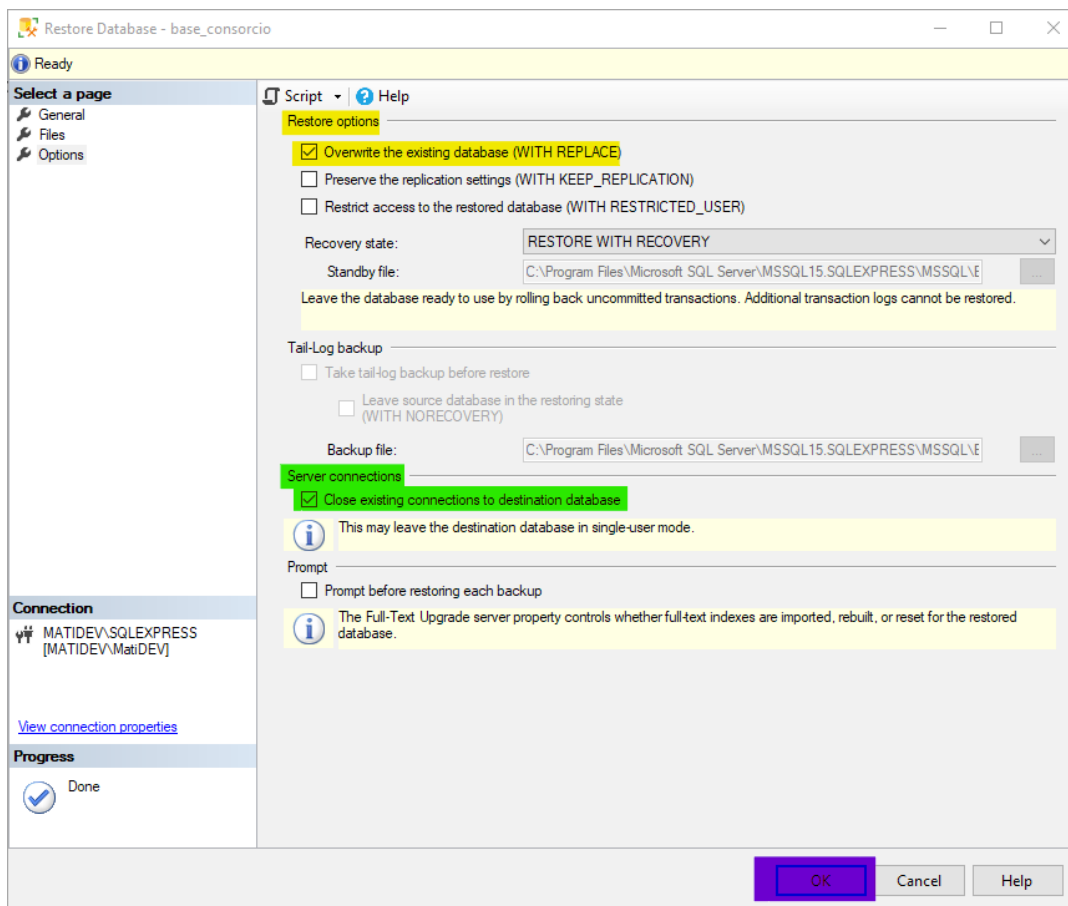 Restore Database - base_consorcio
Ready
Select a page
General
Files
Options
Script
Help
Restore options
Overwrite the existing database (WITH REPLACE)
Preserve the replication settings (WITH KEEP_REPLICATION)
Restrict access to the restored database (WITH RESTRICTED_USER)
Recovery state:
RESTORE WITH RECOVERY
Standby file:
C:\Program Files\Microsoft SQL Server\MSSQL15.SQLEXPRESS\MSSQL\E
...
Leave the database ready to use by rolling back uncommitted transactions. Additional transaction logs cannot be restored.
Tail-Log backup
Take tail-log backup before restore
Leave source database in the restoring state
(WITH NORECOVERY)
Backup file:
C:\Program Files\Microsoft SQL Server\MSSQL15.SQLEXPRESS\MSSQL\E
...
Server connections
Close existing connections to destination database
This may leave the destination database in single-user mode.
Prompt
Prompt before restoring each backup
The Full-Text Upgrade server property controls whether full-text indexes are imported, rebuilt, or reset for the restored
database.
Connection
MATIDEV\SQLEXPRESS
[MATIDEV\MatiDEV]
View connection properties
Progress
Done
OK
Cancel
Help